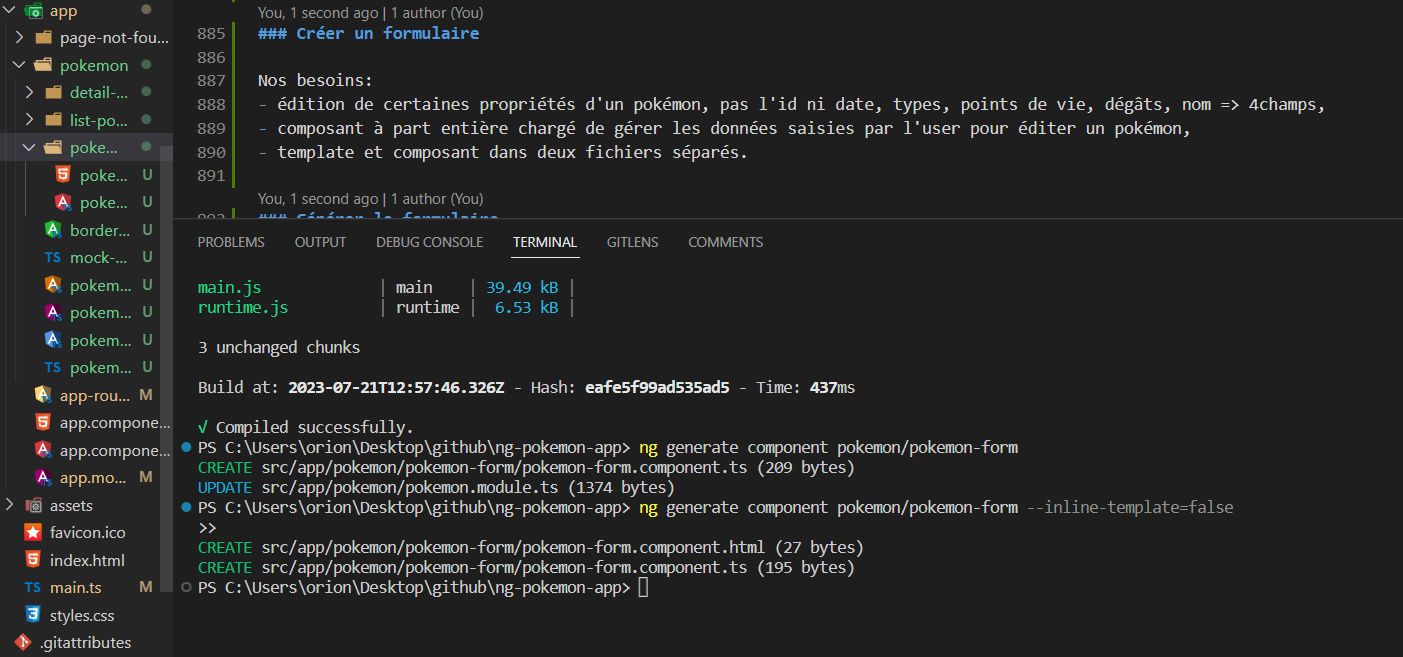 app
page-not-fou...
pokemon
detail-...
list-po...
poke...
poke... U
poke... U
border... U
TS mock-... U
pokem... U
pokem... U
pokem... U
TS pokem... U
app-rou... M
app.compone...
app.compone...
app.mo... M
assets
favicon.ico
index.html
TS main.ts M
styles.css
.gitattributes
You, 1 second ago | 1 author (You)
885 ### Créer un formulaire
886
887 Nos besoins:
888 - édition de certaines propriétés d'un pokémon, pas l'id ni date, types, points de vie, dégâts, nom => 4champs,
889 - composant à part entière chargé de gérer les données saisies par l'user pour éditer un pokémon,
890 - template et composant dans deux fichiers séparés.
891
You, 1 second ago | 1 author (You)
PROBLEMS OUTPUT DEBUG CONSOLE TERMINAL GITLENS COMMENTS
main.js | main | 39.49 kB |
runtime.js | runtime | 6.53 kB |
3 unchanged chunks
Build at: 2023-07-21T12:57:46.326Z - Hash: eafe5f99ad535ad5 - Time: 437ms
√ Compiled successfully.
PS C:\Users\orion\Desktop\github\ng-pokemon-app> ng generate component pokemon/pokemon-form
CREATE src/app/pokemon/pokemon-form/pokemon-form.component.ts (209 bytes)
UPDATE src/app/pokemon/pokemon.module.ts (1374 bytes)
PS C:\Users\orion\Desktop\github\ng-pokemon-app> ng generate component pokemon/pokemon-form --inline-template=false
>>
CREATE src/app/pokemon/pokemon-form/pokemon-form.component.html (27 bytes)
CREATE src/app/pokemon/pokemon-form/pokemon-form.component.ts (195 bytes)
PS C:\Users\orion\Desktop\github\ng-pokemon-app>